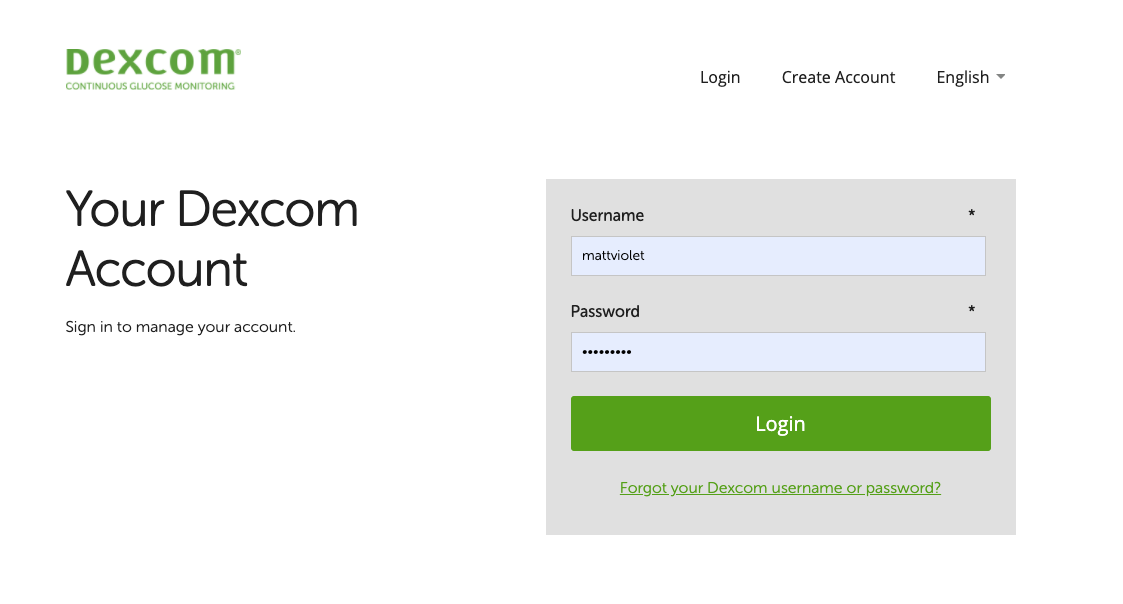 Dexcom®
CONTINUOUS GLUCOSE MONITORING
Login
Create Account
English
Your Dexcom
Account
Sign in to manage your account.
Username *
mattviolet
Password *
•••••••••
Login
Forgot your Dexcom username or password?